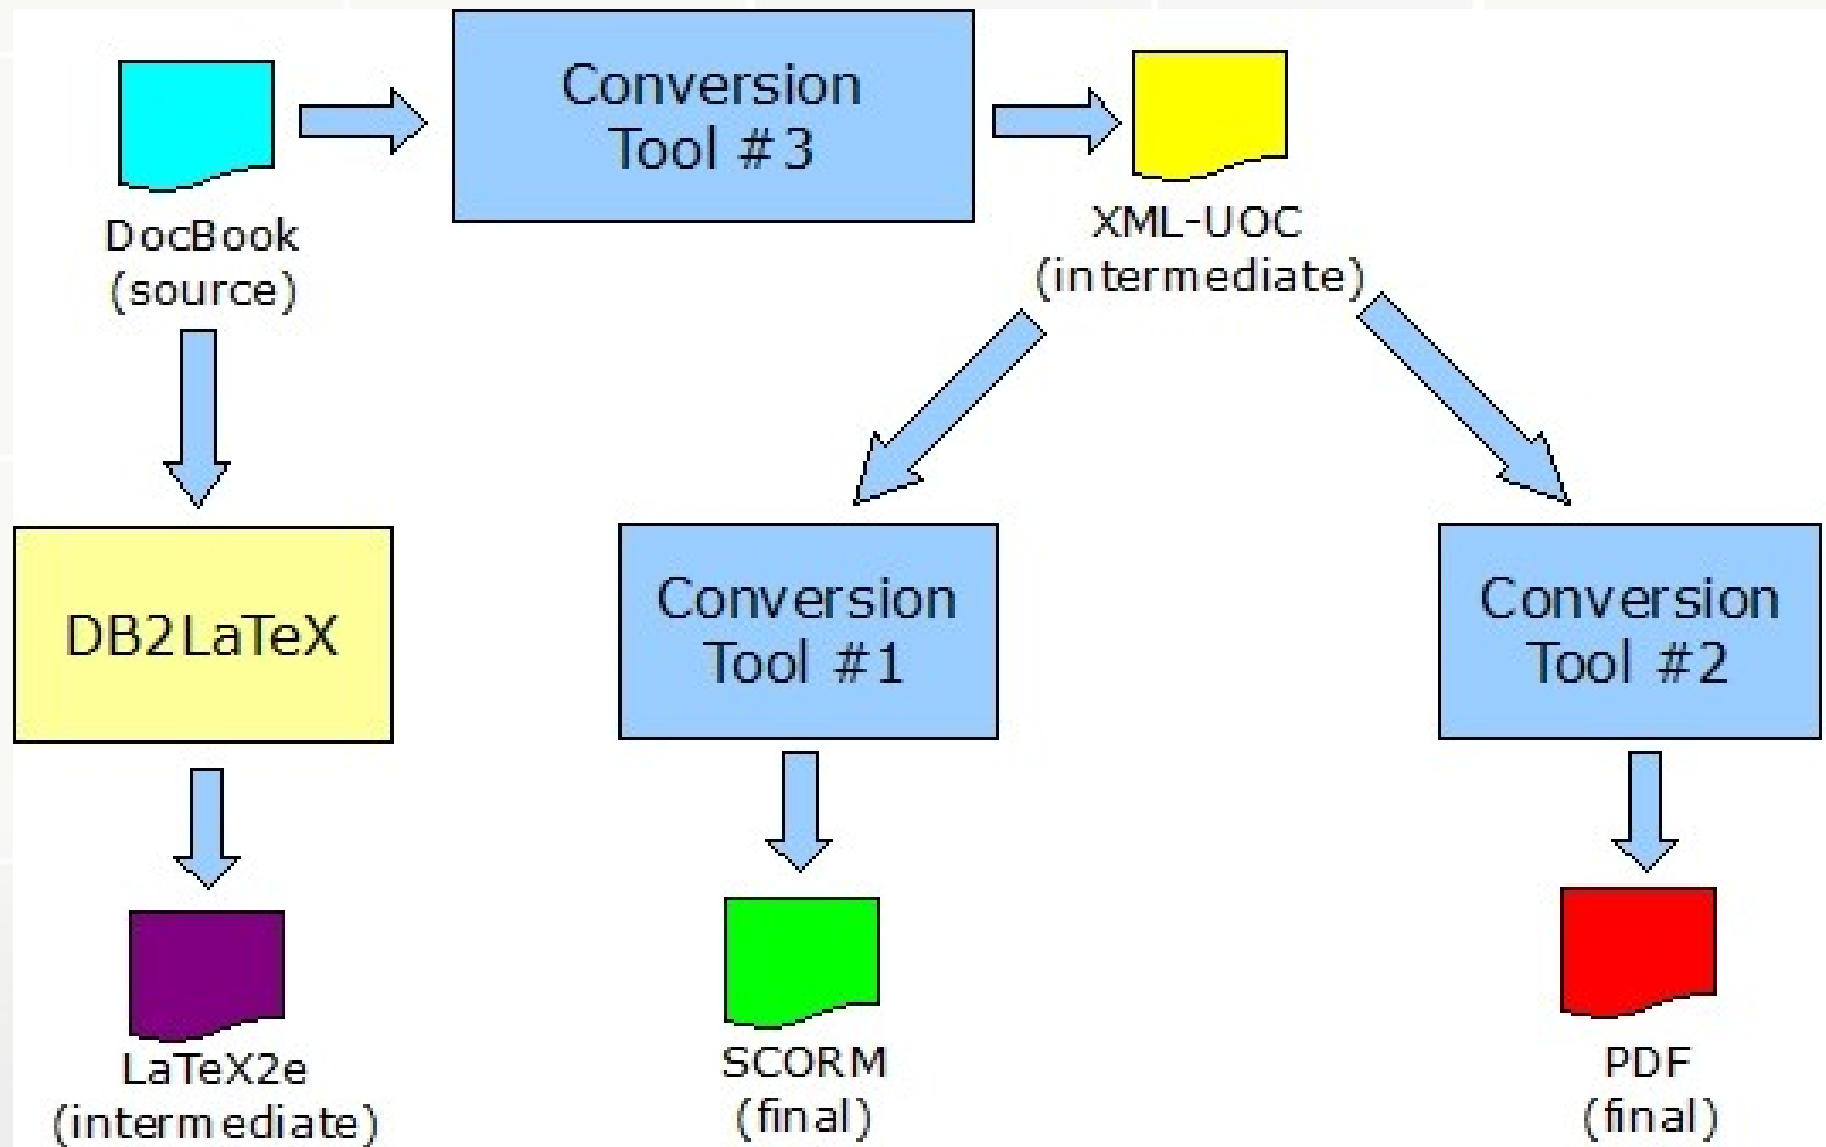 Conversion
Tool #3
DocBook
(source)
XML-UOC
(intermediate)
DB2LaTeX
Conversion
Tool #1
Conversion
Tool #2
LaTeX2e
(intermediate)
SCORM
(final)
PDF
(final)